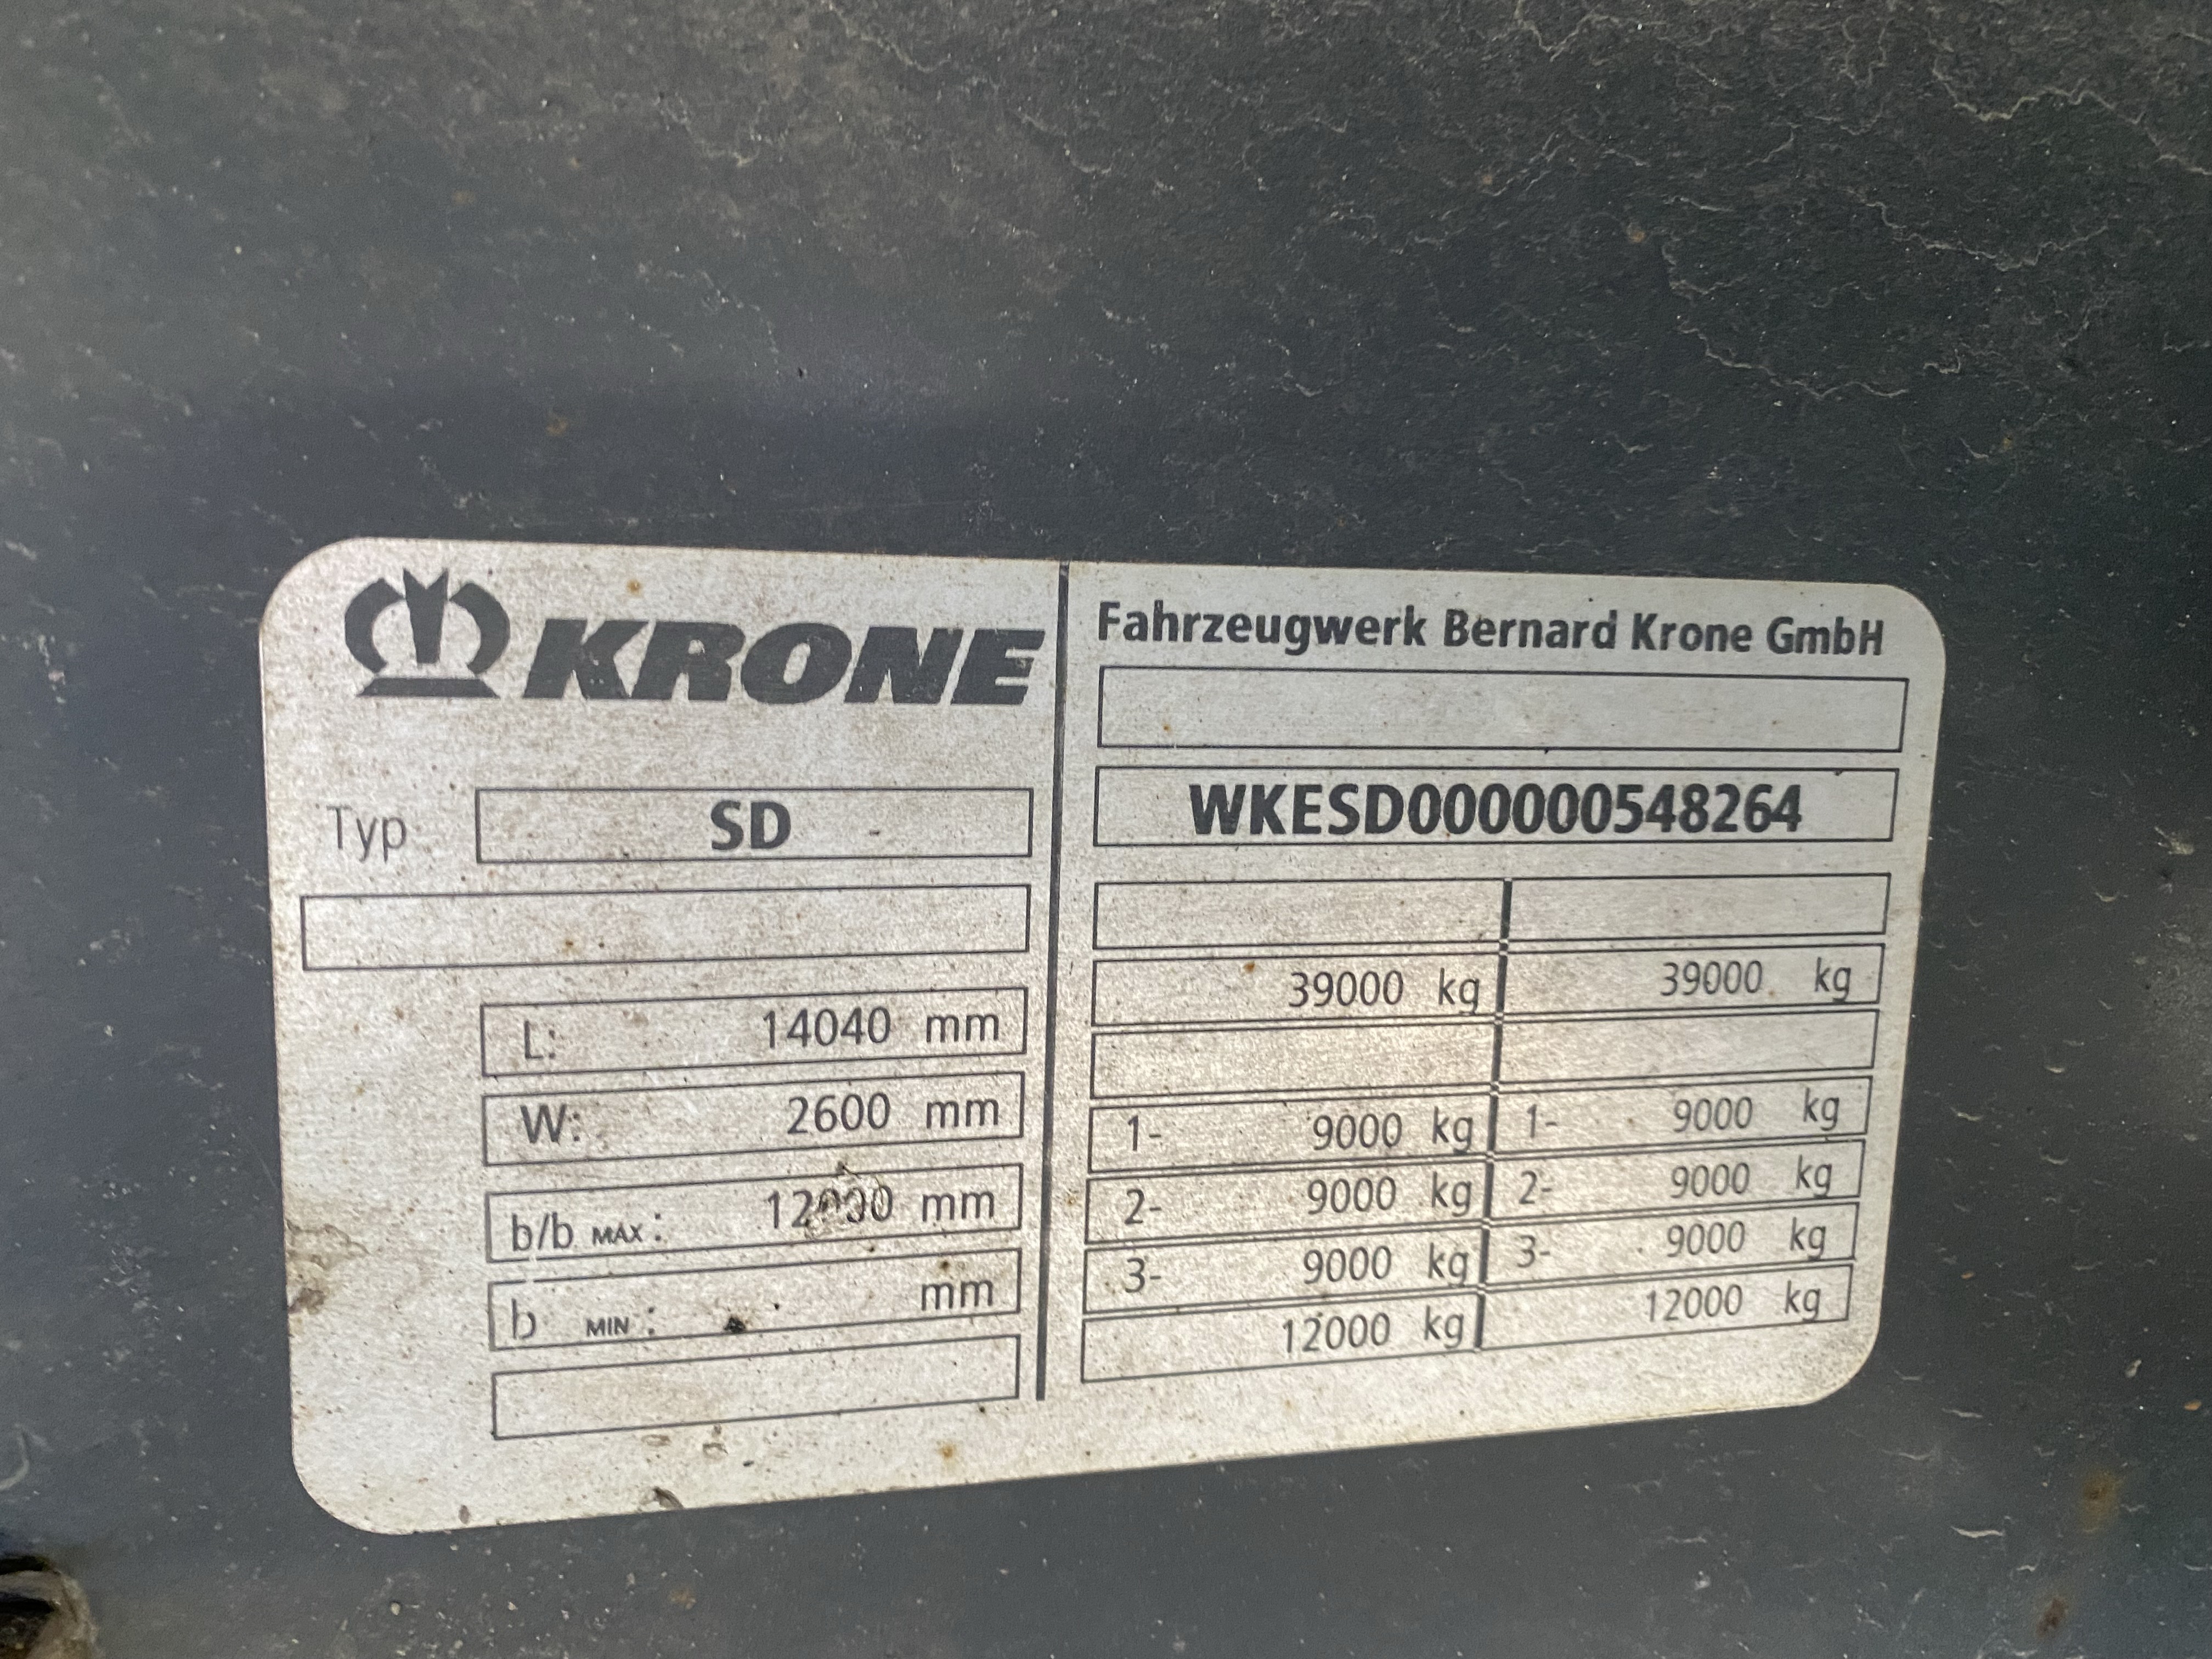 KRONE
Typ SD
L: 14040 mm
W: 2600 mm
b/b MAX: mm
b MIN: mm
Fahrzeugwerk Bernard Krone GmbH
WKESD000000548264
39000 kg 39000 kg
1- 9000 kg 1- 9000 kg
2- 9000 kg 2- 9000 kg
3- 9000 kg 3- 9000 kg
12000 kg 12000 kg